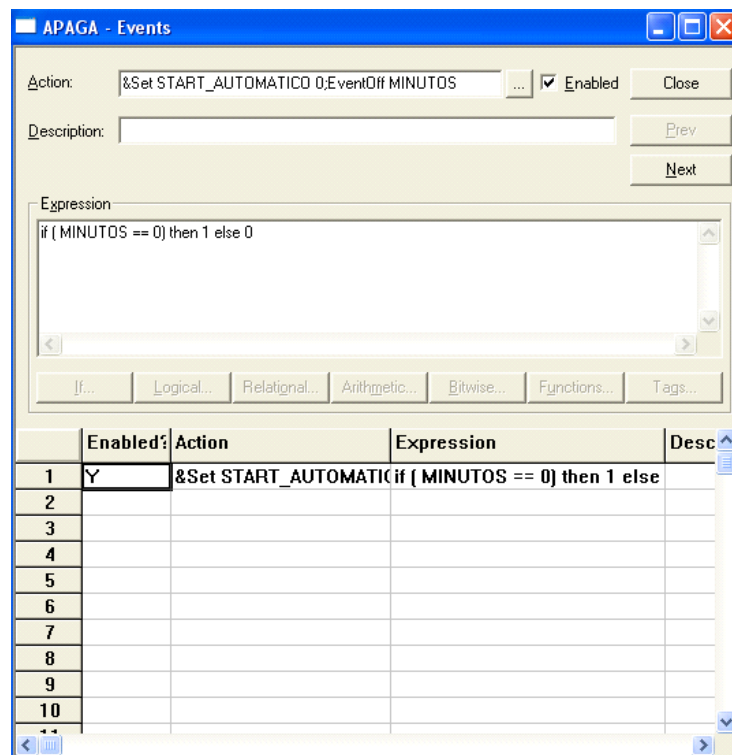 APAGA - Events
Action: &Set START_AUTOMATICO 0;EventOff MINUTOS ... Enabled Close
Description: Prev
Next
Expression
if ( MINUTOS == 0) then 1 else 0
If... Logical... Relational... Arithmetic... Bitwise... Functions... Tags...
Enabled? Action Expression Desc
1 Y &Set START_AUTOMATIC if ( MINUTOS == 0) then 1 else
2
3
4
5
6
7
8
9
10
11